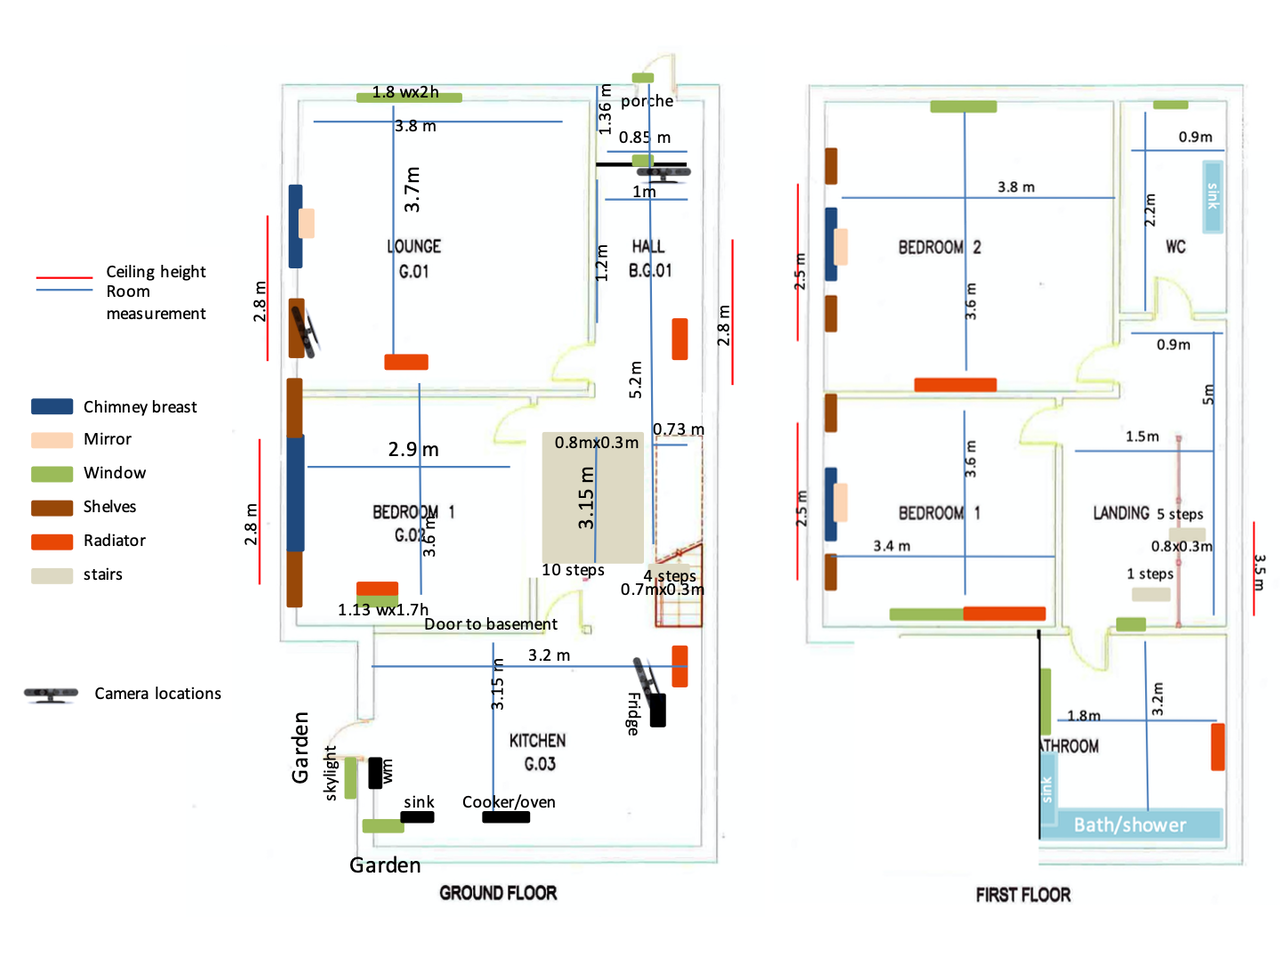 1.8 wx2h
3.8 m
3.7m
LOUNGE
G.01
1.36 m
porche
0.85 m
1m
1.2m
HALL
B.G.01
5.2m
2.8 m
2.8 m
Ceiling height
Room
measurement
Chimney breast
Mirror
Window
Shelves
Radiator
stairs
Camera locations
2.8 m
2.9 m
BEDROOM 1
G.02
3.6 m
1.13 wx1.7h
0.8mx0.3m
3.15 m
10 steps
0.73 m
4 steps
0.7mx0.3m
Door to basement
3.2 m
3.15 m
Fridge
KITCHEN
G.03
Garden
skylight
wm
sink
Cooker/oven
Garden
GROUND FLOOR
2.5 m
3.8 m
BEDROOM 2
3.6 m
0.9m
sink
2.2m
WC
0.9m
5m
1.5m
2.5 m
3.6 m
BEDROOM 1
3.4 m
LANDING
5 steps
0.8x0.3m
1 steps
3.5 m
1.8m
3.2m
ATHROOM
sink
Bath/shower
FIRST FLOOR